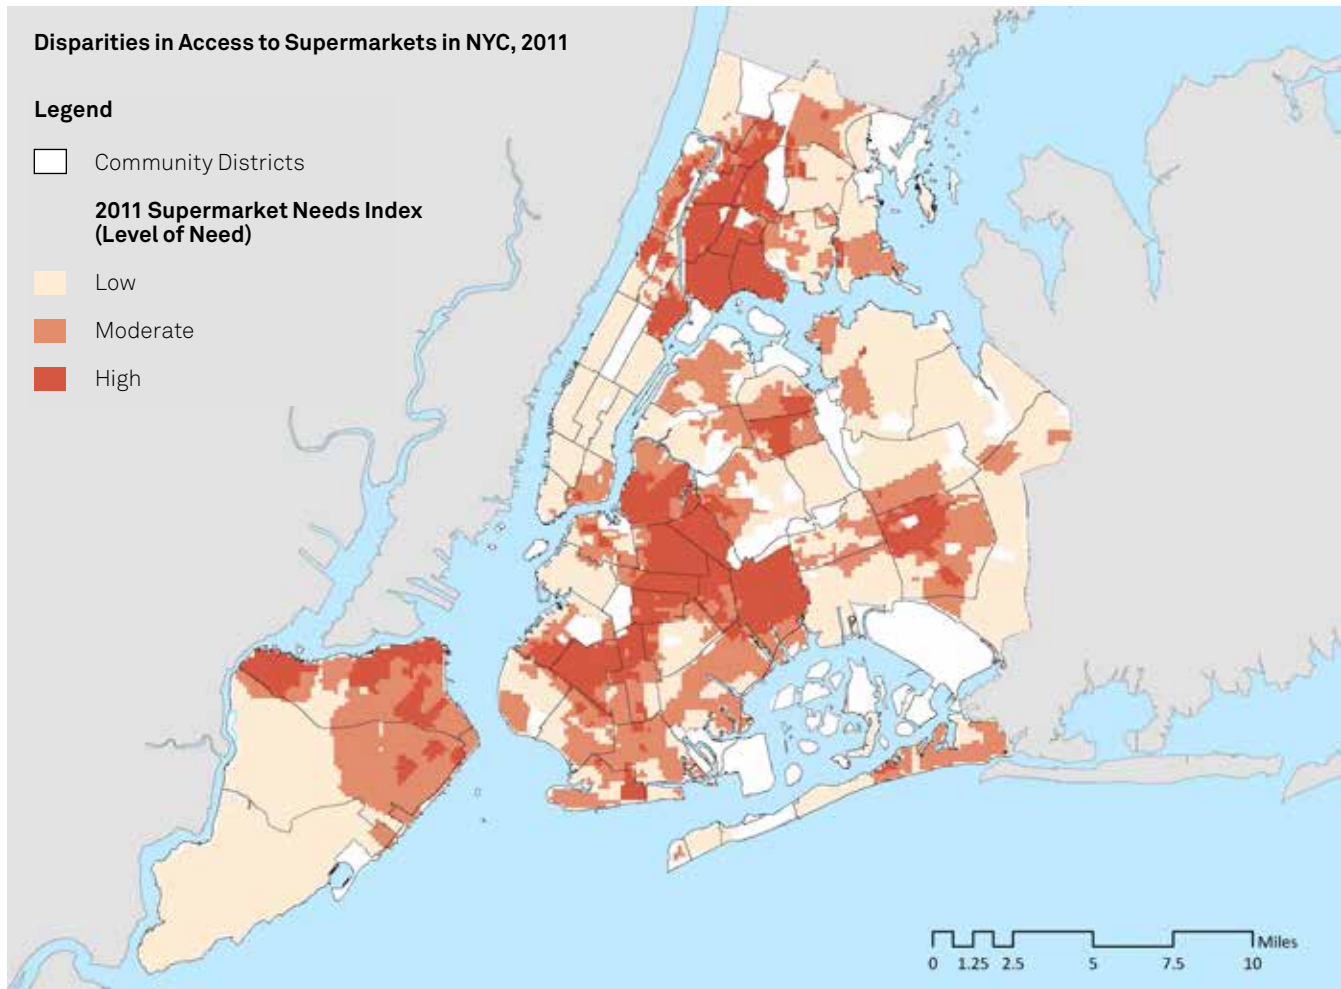 Disparities in Access to Supermarkets in NYC, 2011
Legend
Community Districts
2011 Supermarket Needs Index
(Level of Need)
Low
Moderate
High
Miles
0 1.25 2.5 5 7.5 10